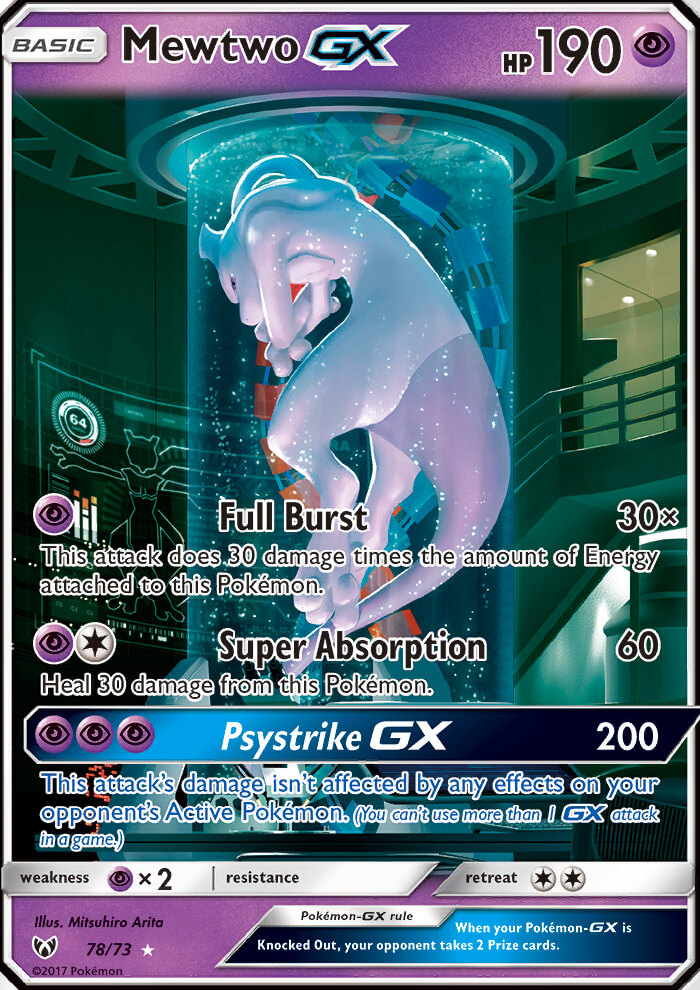 BASIC Mewtwo GX HP 190
64
Full Burst 30×
This attack does 30 damage times the amount of Energy
attached to this Pokémon.
Super Absorption 60
Heal 30 damage from this Pokémon.
Psystrike GX 200
This attack's damage isn't affected by any effects on your
opponent's Active Pokémon. (You can't use more than 1 GX attack
in a game.)
weakness ×2 resistance retreat
Illus. Mitsuhiro Arita
Pokémon-GX rule
78/73
When your Pokémon-GX is
Knocked Out, your opponent takes 2 Prize cards.
©2017 Pokémon